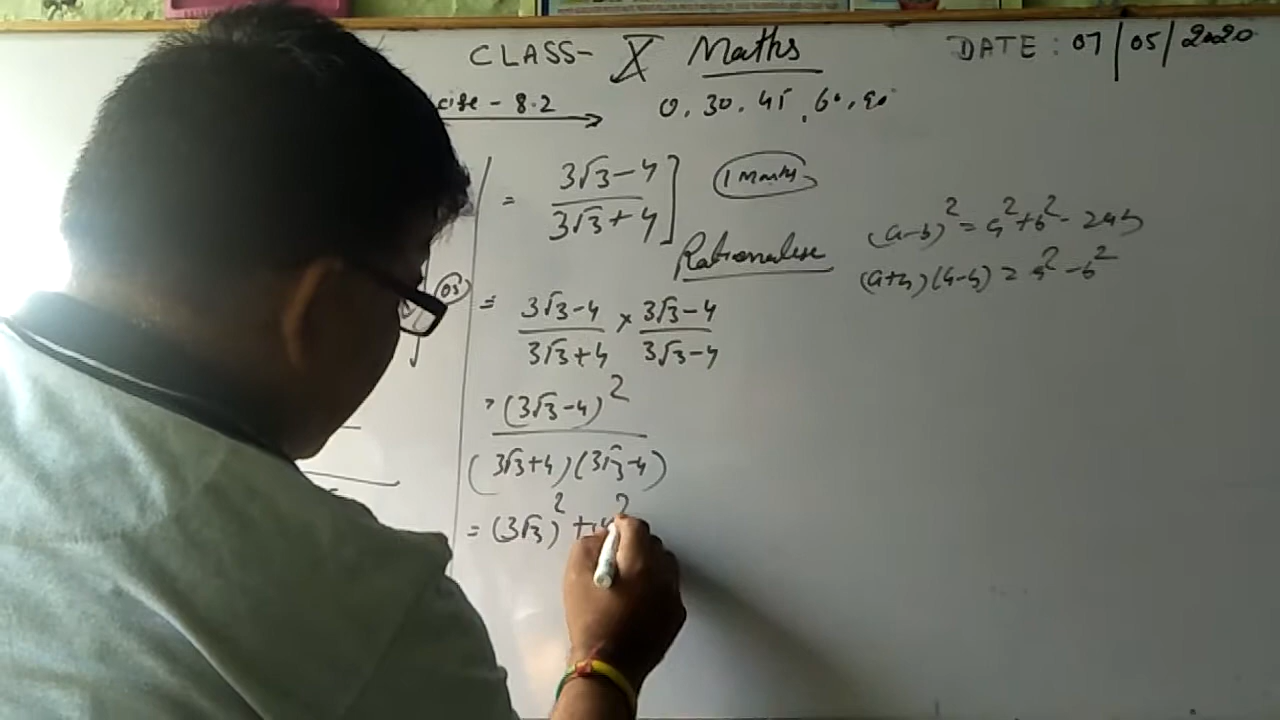 CLASS- X Maths
DATE : 07/05/2020
cise - 8.2
0, 30, 45, 60, 90
= (3√3-4)/(3√3+4)]
1 Marks
Rationalise
(a-b)² = a²+b²-2ab
(a+b)(a-b) = a²-b²
= (3√3-4)/(3√3+4) × (3√3-4)/(3√3-4)
= (3√3-4)²/(3√3+4)(3√3-4)
= (3√3)² + 4²